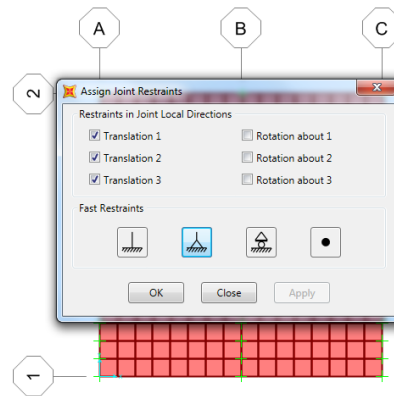 A B C
2
Assign Joint Restraints
Restraints in Joint Local Directions
Translation 1 Rotation about 1
Translation 2 Rotation about 2
Translation 3 Rotation about 3
Fast Restraints
OK Close Apply
1